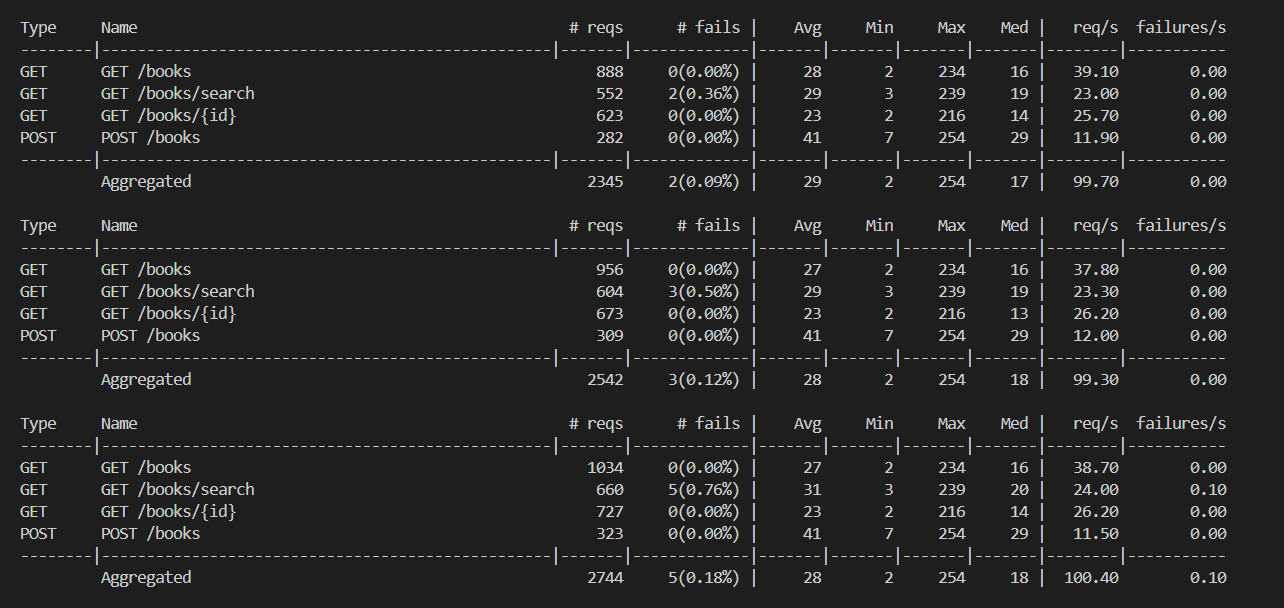 Type     Name                                                                          # reqs      # fails |    Avg     Min     Max    Med |   req/s  failures/s
--------|--------------------------------------------------|-------|-------------|-------|-------|-------|-------|--------|-----------
GET      GET /books                                                                       888     0(0.00%) |     28       2     234     16 |   39.10        0.00
GET      GET /books/search                                                                552     2(0.36%) |     29       3     239     19 |   23.00        0.00
GET      GET /books/{id}                                                                  623     0(0.00%) |     23       2     216     14 |   25.70        0.00
POST     POST /books                                                                      282     0(0.00%) |     41       7     254     29 |   11.90        0.00
--------|--------------------------------------------------|-------|-------------|-------|-------|-------|-------|--------|-----------
         Aggregated                                                                      2345     2(0.09%) |     29       2     254     17 |   99.70        0.00
Type     Name                                                                          # reqs      # fails |    Avg     Min     Max    Med |   req/s  failures/s
--------|--------------------------------------------------|-------|-------------|-------|-------|-------|-------|--------|-----------
GET      GET /books                                                                       956     0(0.00%) |     27       2     234     16 |   37.80        0.00
GET      GET /books/search                                                                604     3(0.50%) |     29       3     239     19 |   23.30        0.00
GET      GET /books/{id}                                                                  673     0(0.00%) |     23       2     216     13 |   26.20        0.00
POST     POST /books                                                                      309     0(0.00%) |     41       7     254     29 |   12.00        0.00
--------|--------------------------------------------------|-------|-------------|-------|-------|-------|-------|--------|-----------
         Aggregated                                                                      2542     3(0.12%) |     28       2     254     18 |   99.30        0.00
Type     Name                                                                          # reqs      # fails |    Avg     Min     Max    Med |   req/s  failures/s
--------|--------------------------------------------------|-------|-------------|-------|-------|-------|-------|--------|-----------
GET      GET /books                                                                      1034     0(0.00%) |     27       2     234     16 |   38.70        0.00
GET      GET /books/search                                                                660     5(0.76%) |     31       3     239     20 |   24.00        0.10
GET      GET /books/{id}                                                                  727     0(0.00%) |     23       2     216     14 |   26.20        0.00
POST     POST /books                                                                      323     0(0.00%) |     41       7     254     29 |   11.50        0.00
--------|--------------------------------------------------|-------|-------------|-------|-------|-------|-------|--------|-----------
         Aggregated                                                                      2744     5(0.18%) |     28       2     254     18 |  100.40        0.10